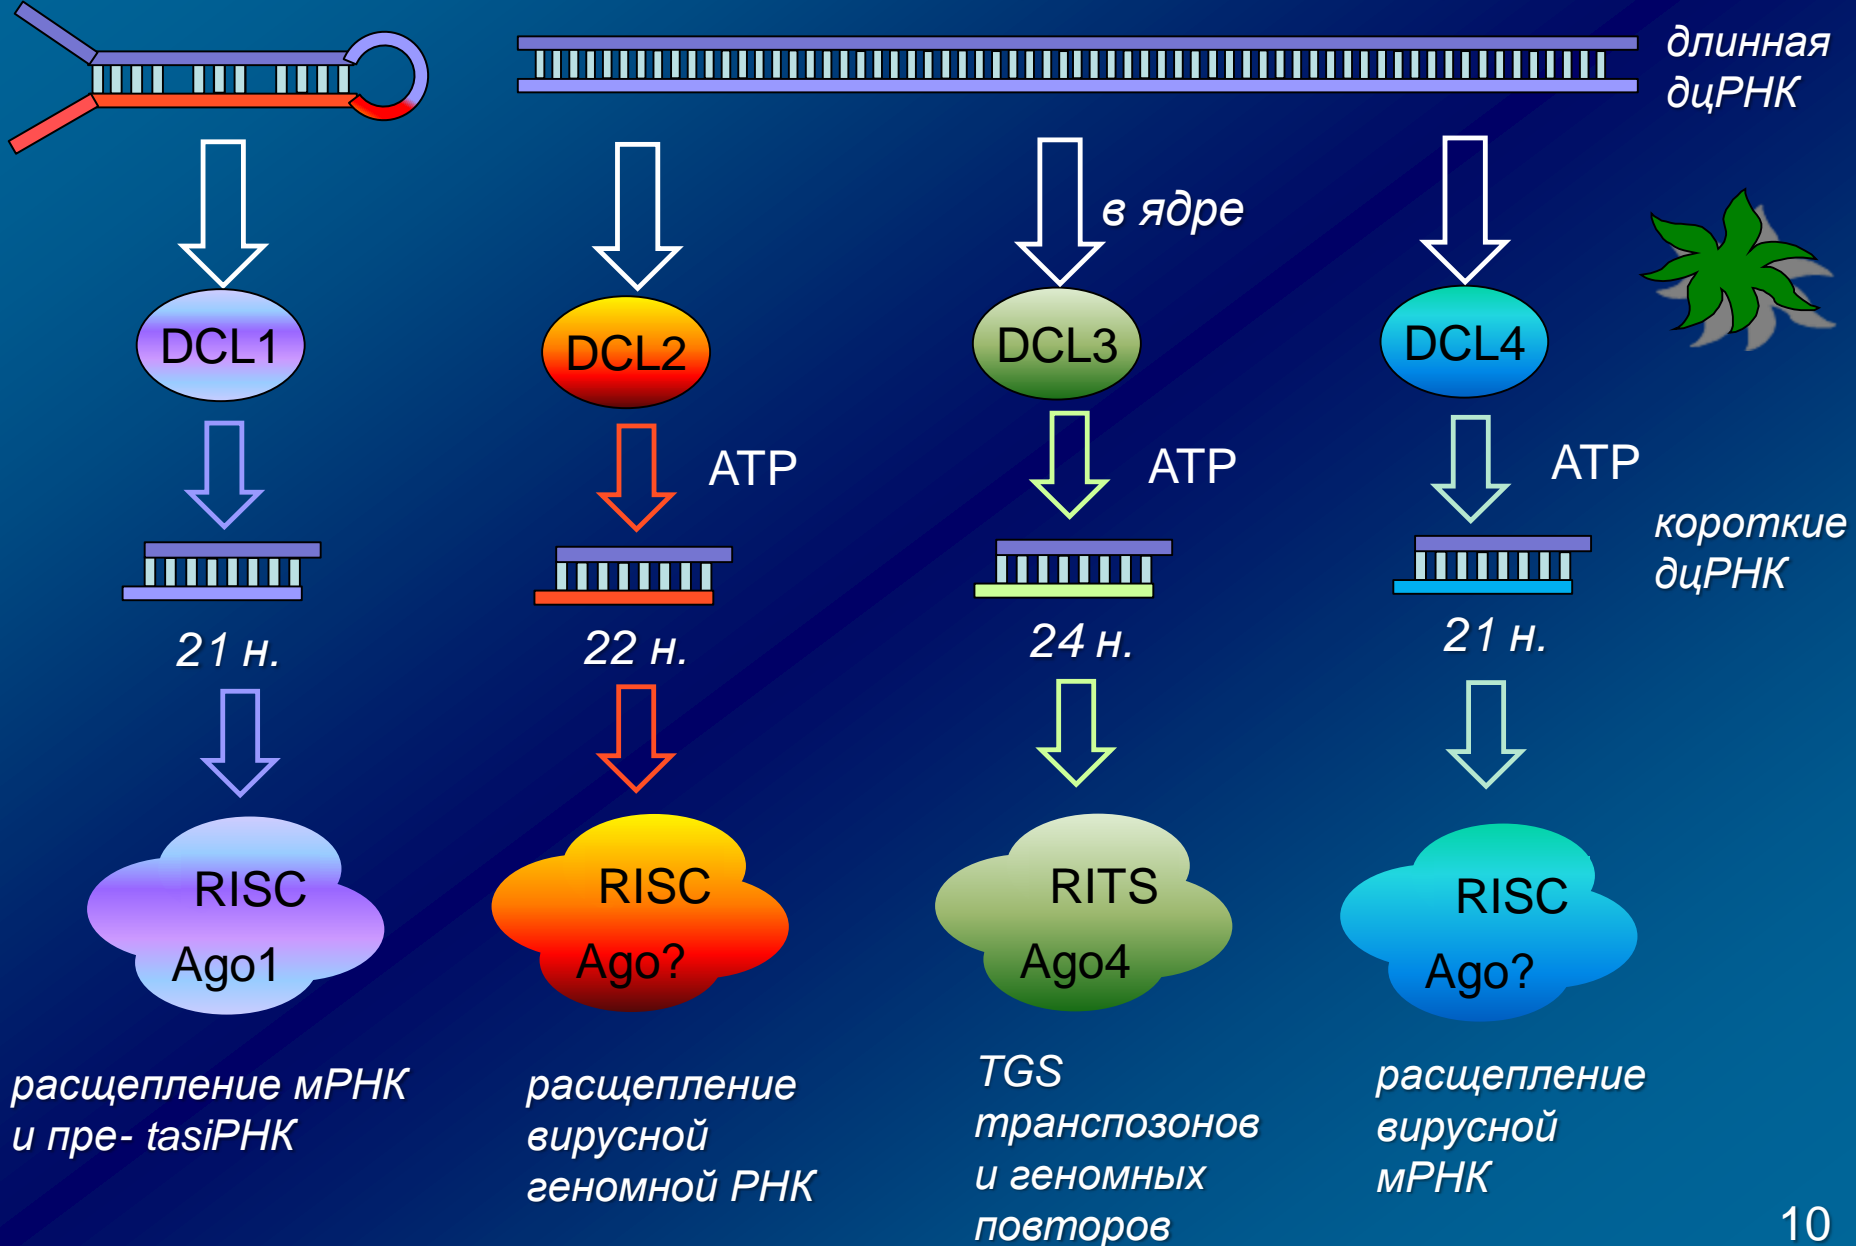 длинная
дцРНК
в ядре
DCL1
DCL2
DCL3
DCL4
ATP
ATP
ATP
короткие
дцРНК
21 н.
22 н.
24 н.
21 н.
RISC
Ago1
RISC
Ago?
RITS
Ago4
RISC
Ago?
расщепление мРНК
и пре- tasiРНК
расщепление
вирусной
геномной РНК
TGS
транспозонов
и геномных
повторов
расщепление
вирусной
мРНК
10